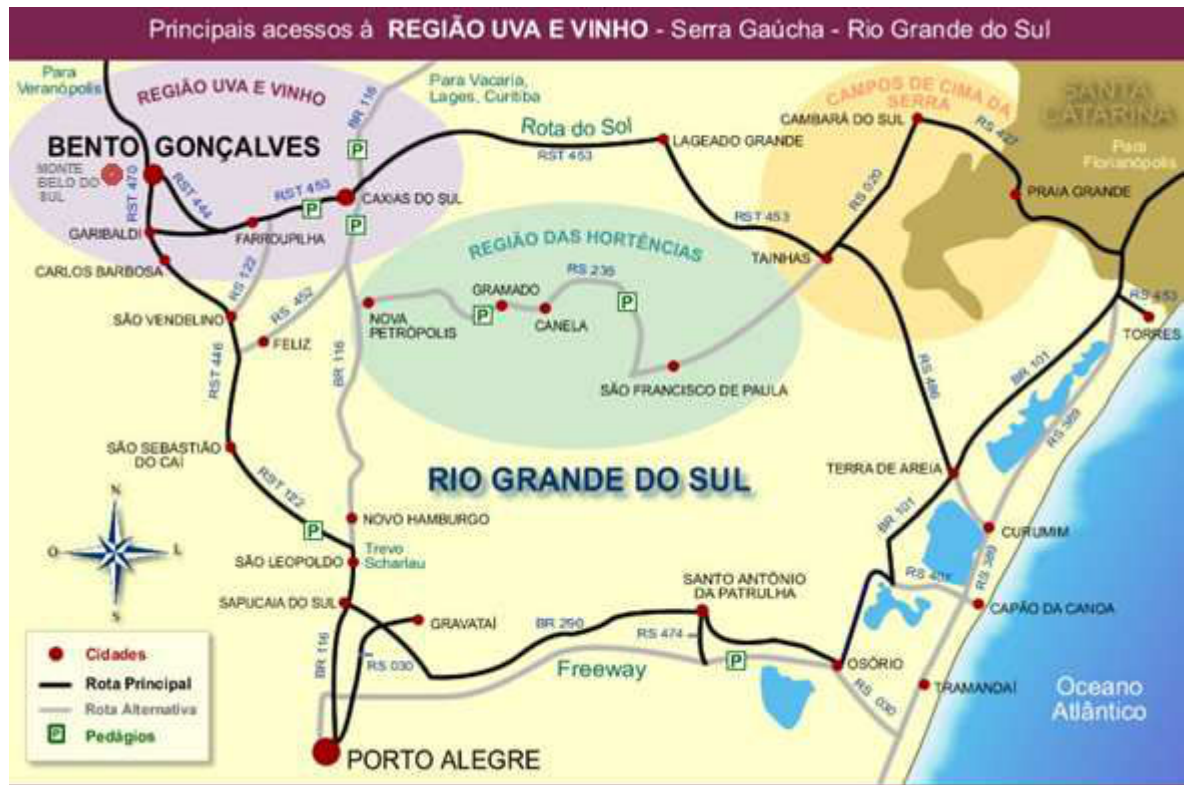 Principais acessos á REGIÃO UVA E VINHO - Serra Gaúcha - Rio Grande do Sul
Para
Veranópolis
REGIÃO UVA E VINHO
BR 116
Para Vacaria,
Lages, Curitiba
CAMPOS DE CIMA DA
SERRA
SANTA
CATARINA
Para
Florianópolis
CAMBARÁ DO SUL
Rota do Sol
RST 453
LAGEADO GRANDE
BENTO GONÇALVES
MONTE
BELO DO
SUL
RST 470
RST 444
RST 453
P
P
P
CAXIAS DO SUL
RS 020
PRAIA GRANDE
GARIBALDI
FARROUPILHA
CARLOS BARBOSA
RST 453
TAINHAS
REGIÃO DAS HORTÊNCIAS
RS 235
RS 122
RS 452
GRAMADO
CANELA
P
P
NOVA
PETRÓPOLIS
RS 453
TORRES
SÃO VENDELINO
FELIZ
RST 446
BR 116
SÃO FRANCISCO DE PAULA
RS 486
BR 101
RS 389
SÃO SEBASTIÃO
DO CAÍ
RST 122
RIO GRANDE DO SUL
TERRA DE AREIA
BR 101
CURUMIM
RS 389
N
O
L
S
P
NOVO HAMBURGO
SÃO LEOPOLDO
Trevo
Scharlau
SAPUCAIA DO SUL
SANTO ANTÔNIO
DA PATRULHA
CAPÃO DA CANOA
GRAVATAÍ
BR 290
RS 474
RS 030
BR 116
Freeway
P
OSÓRIO
RS 030
TRAMANDAÍ
Oceano
Atlântico
PORTO ALEGRE
Cidades
Rota Principal
Rota Alternativa
P
Pedágios